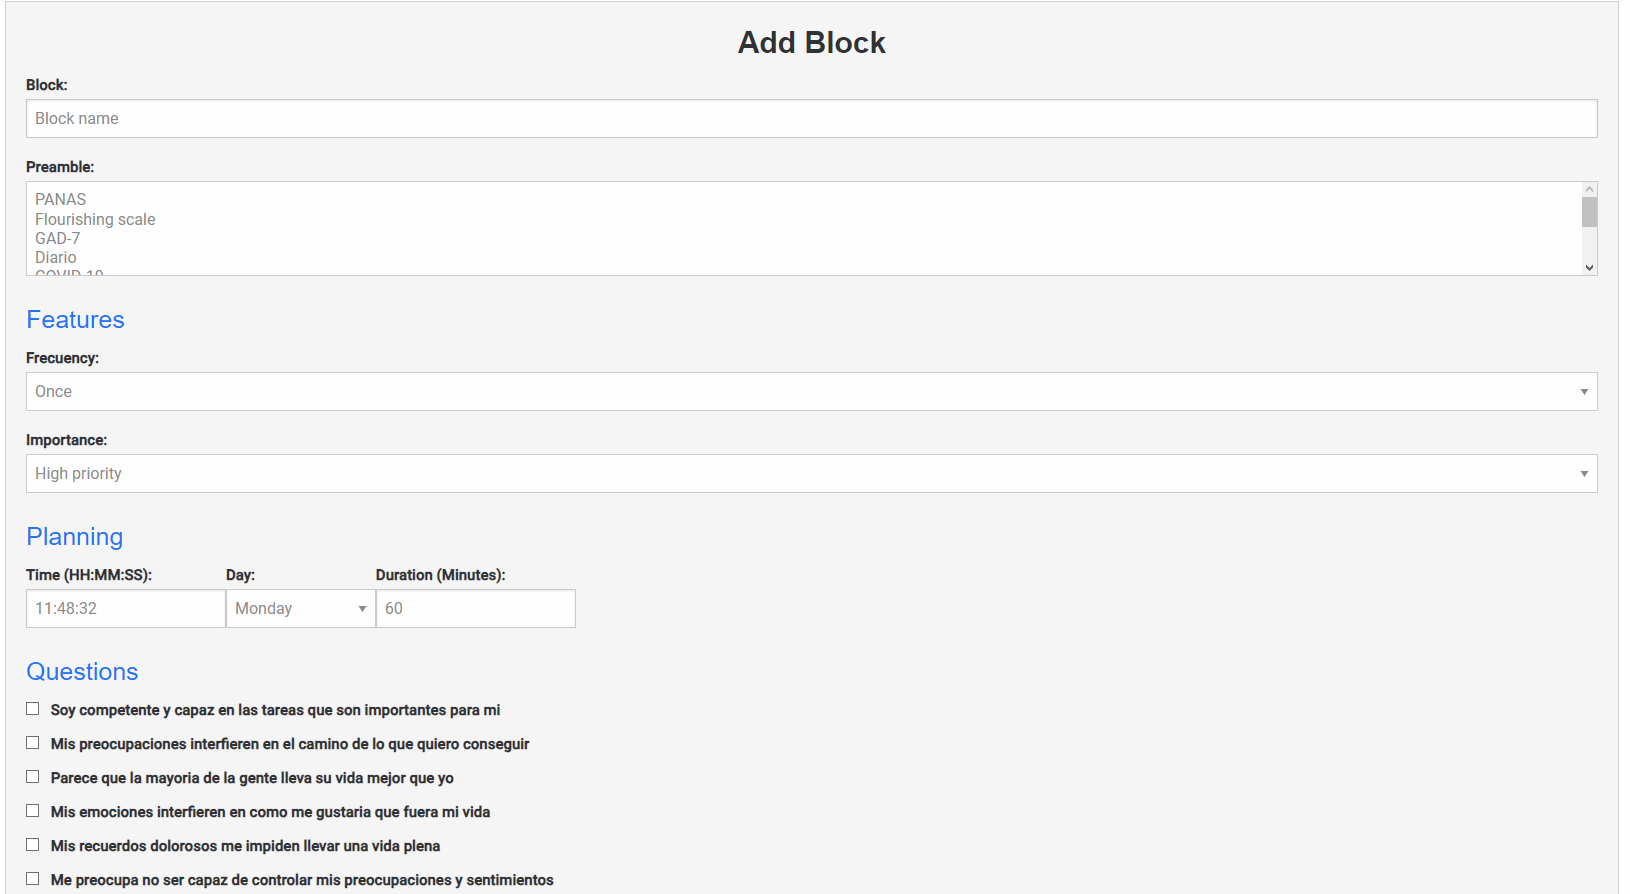 Add Block
Block:
Block name
Preamble:
PANAS
Flourishing scale
GAD-7
Diario
COVID-19
Features
Frecuency:
Once
Importance:
High priority
Planning
Time (HH:MM:SS): Day: Duration (Minutes):
11:48:32 Monday 60
Questions
Soy competente y capaz en las tareas que son importantes para mi
Mis preocupaciones interfieren en el camino de lo que quiero conseguir
Parece que la mayoria de la gente lleva su vida mejor que yo
Mis emociones interfieren en como me gustaria que fuera mi vida
Mis recuerdos dolorosos me impiden llevar una vida plena
Me preocupa no ser capaz de controlar mis preocupaciones y sentimientos